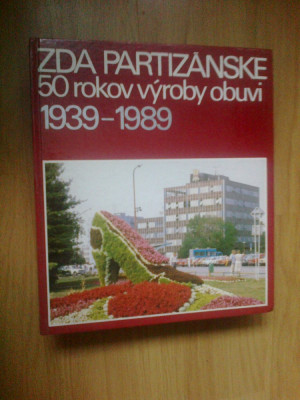 ZDA PARTIZÁNSKE
50 rokov výroby obuvi
1939-1989